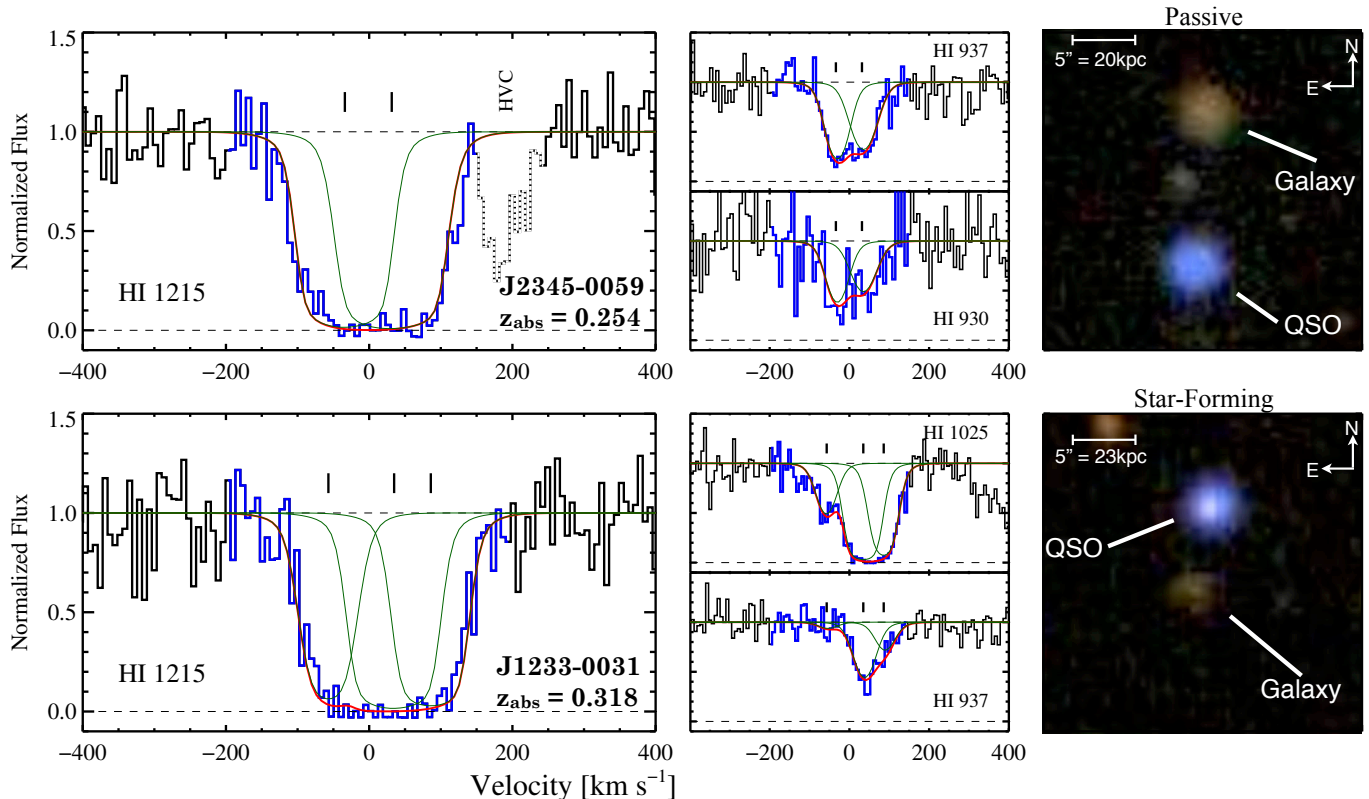 Passive
1.5
1.0
0.5
0.0
Normalized Flux
HVC
HI 1215
J2345-0059
z_abs = 0.254
−400 −200 0 200 400
HI 937
HI 930
−400 −200 0 200 400
5" = 20kpc
N
E
Galaxy
QSO
Star-Forming
1.5
1.0
0.5
0.0
Normalized Flux
HI 1215
J1233-0031
z_abs = 0.318
−400 −200 0 200 400
HI 1025
HI 937
−400 −200 0 200 400
5" = 23kpc
N
E
QSO
Galaxy
Velocity [km s⁻¹]